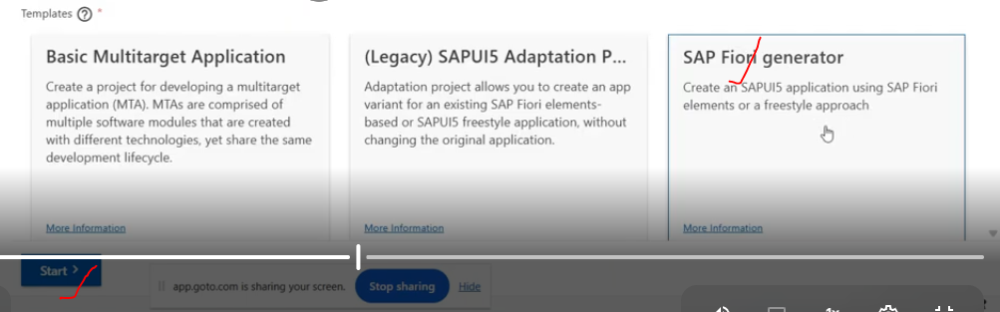 Templates ? *
Basic Multitarget Application
Create a project for developing a multitarget
application (MTA). MTAs are comprised of
multiple software modules that are created
with different technologies, yet share the same
development lifecycle.
More Information
(Legacy) SAPUI5 Adaptation P...
Adaptation project allows you to create an app
variant for an existing SAP Fiori elements-
based or SAPUI5 freestyle application, without
changing the original application.
More Information
SAP Fiori generator
Create an SAPUI5 application using SAP Fiori
elements or a freestyle approach
More Information
Start >
app.goto.com is sharing your screen.
Stop sharing
Hide